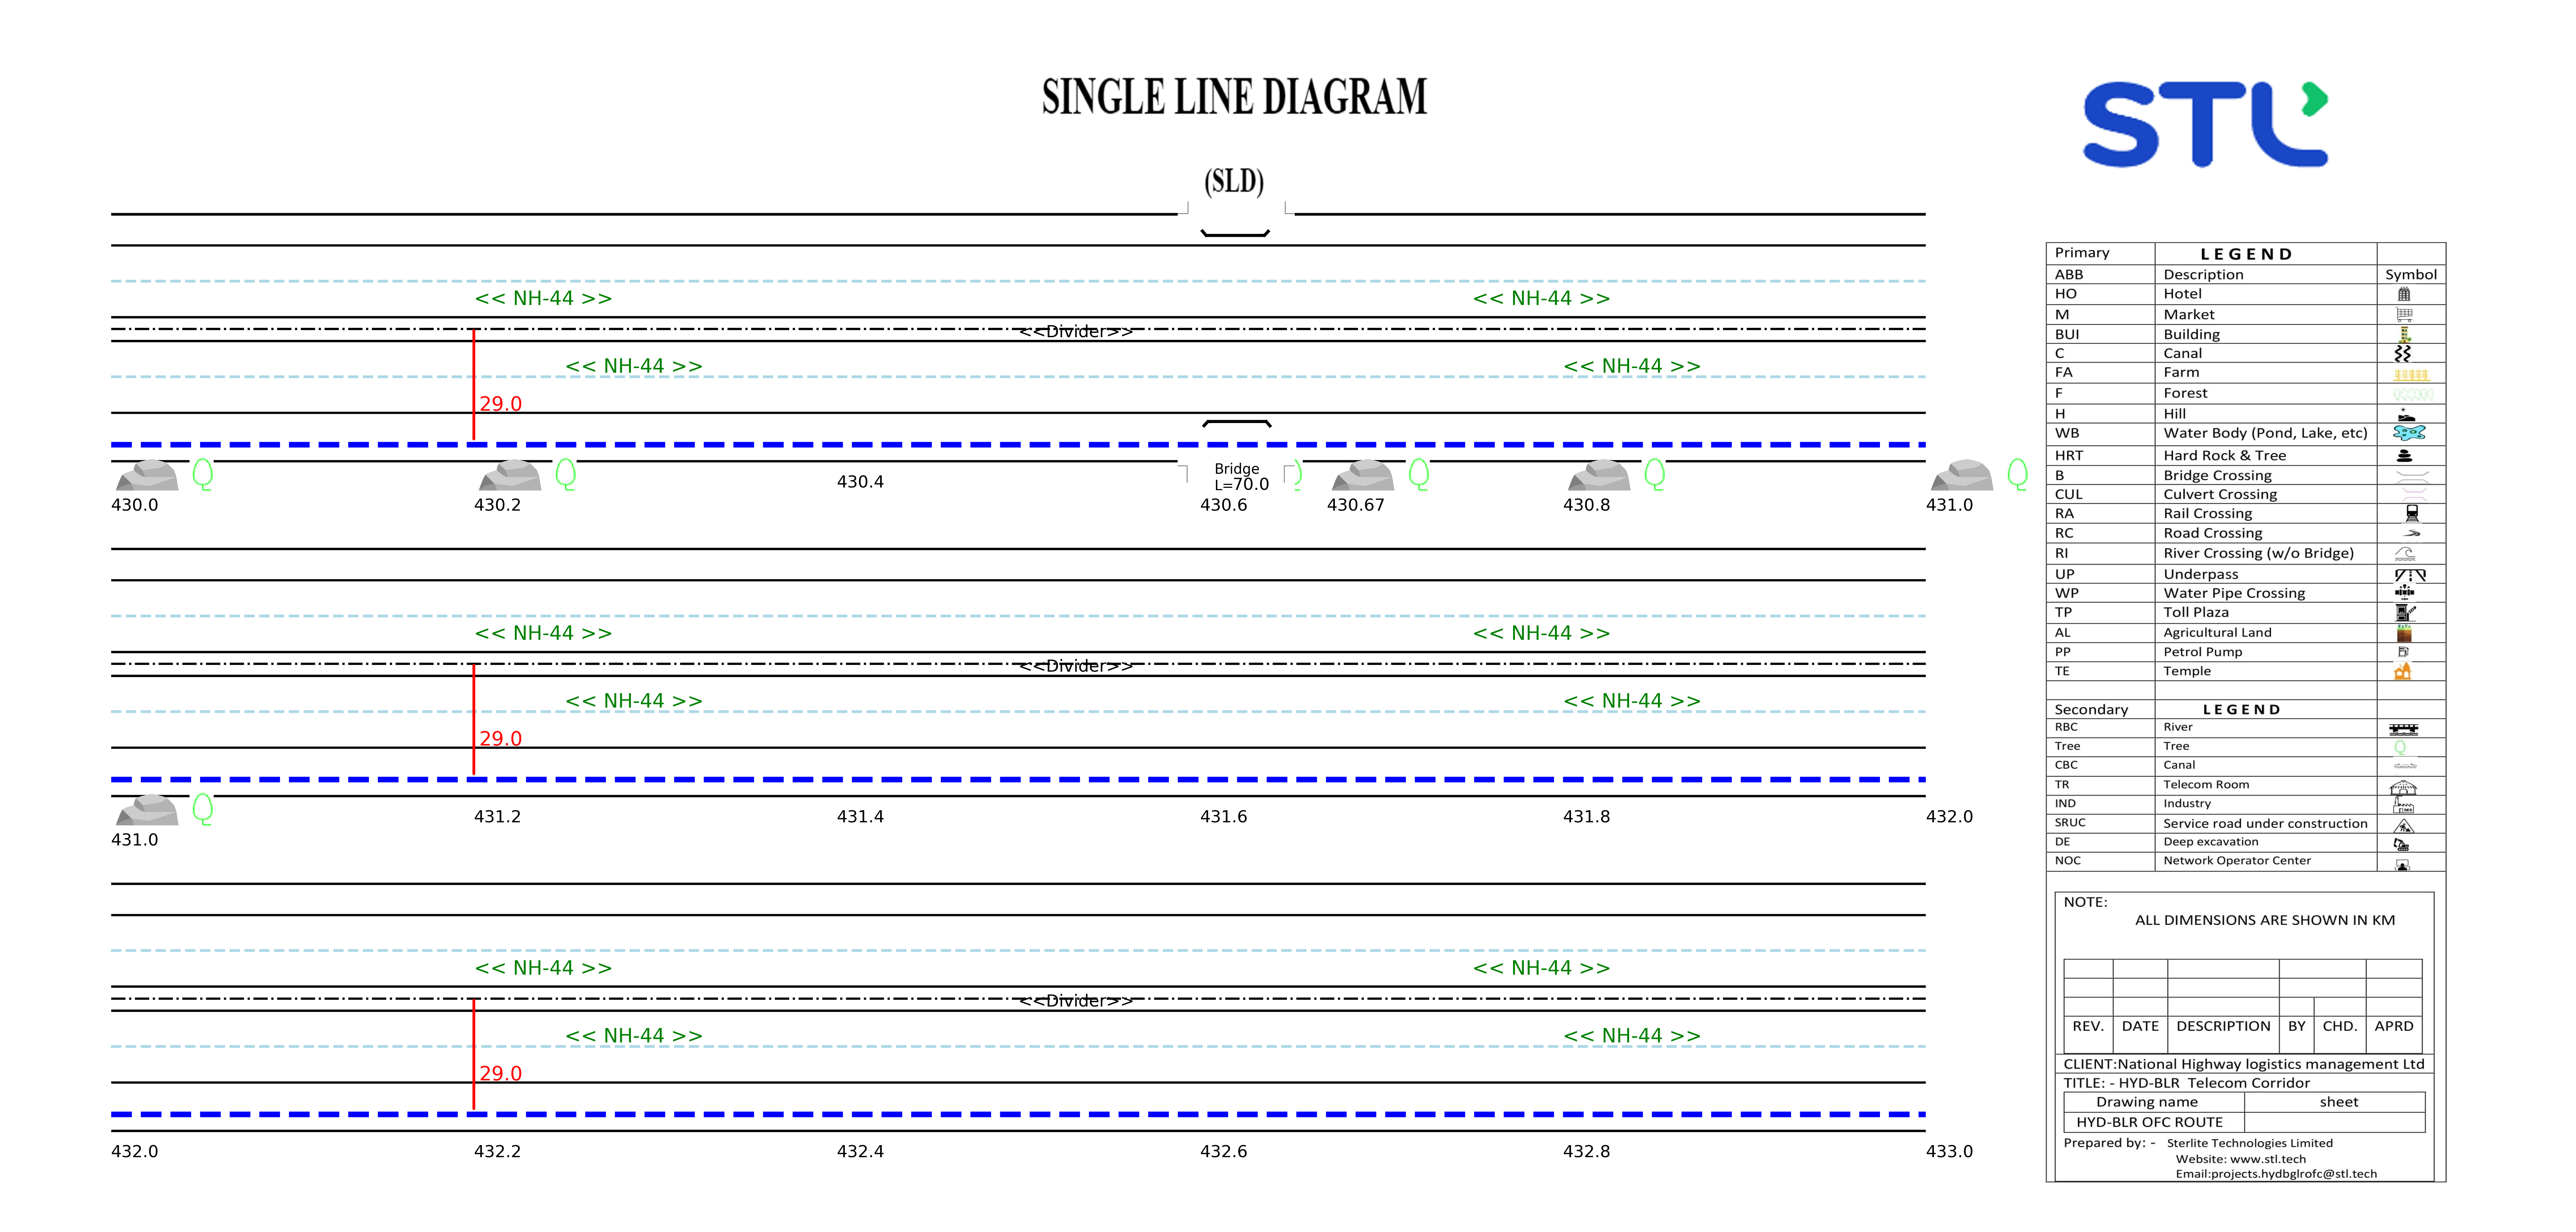 SINGLE LINE DIAGRAM
STL
(SLD)
<< NH-44 >> << NH-44 >>
<<Divider>>
<< NH-44 >> << NH-44 >>
29.0
Bridge
L=70.0
430.0 430.2 430.4 430.6 430.67 430.8 431.0
<< NH-44 >> << NH-44 >>
<<Divider>>
<< NH-44 >> << NH-44 >>
29.0
431.0 431.2 431.4 431.6 431.8 432.0
<< NH-44 >> << NH-44 >>
<<Divider>>
<< NH-44 >> << NH-44 >>
29.0
432.0 432.2 432.4 432.6 432.8 433.0
Primary LEGEND
ABB Description Symbol
HO Hotel
M Market
BUI Building
C Canal
FA Farm
F Forest
H Hill
WB Water Body (Pond, Lake, etc)
HRT Hard Rock & Tree
B Bridge Crossing
CUL Culvert Crossing
RA Rail Crossing
RC Road Crossing
RI River Crossing (w/o Bridge)
UP Underpass
WP Water Pipe Crossing
TP Toll Plaza
AL Agricultural Land
PP Petrol Pump
TE Temple
Secondary LEGEND
RBC River
Tree Tree
CBC Canal
TR Telecom Room
IND Industry
SRUC Service road under construction
DE Deep excavation
NOC Network Operator Center
NOTE:
ALL DIMENSIONS ARE SHOWN IN KM
REV. DATE DESCRIPTION BY CHD. APRD
CLIENT:National Highway logistics management Ltd
TITLE: - HYD-BLR Telecom Corridor
Drawing name sheet
HYD-BLR OFC ROUTE
Prepared by: - Sterlite Technologies Limited
Website: www.stl.tech
Email:projects.hydbglrofc@stl.tech